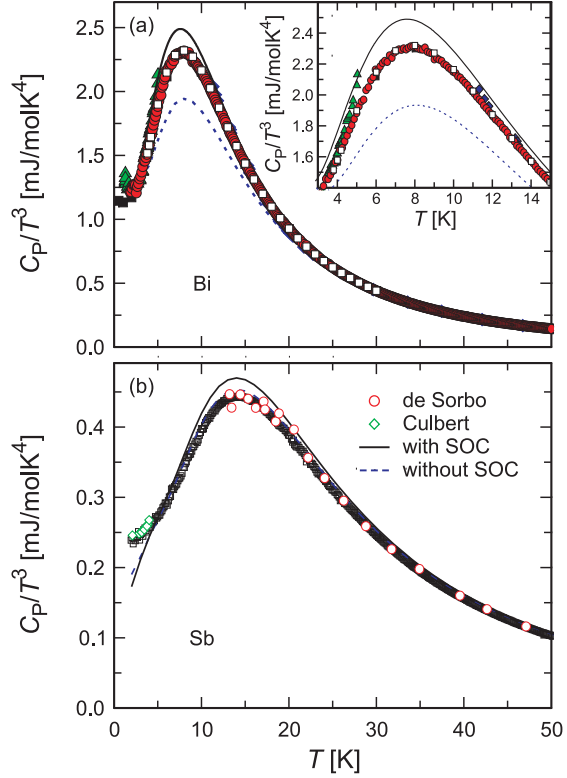 (a)
C_P/T^3 [mJ/molK^4]
2.5
2.0
1.5
1.0
0.5
0.0
Bi
C_P/T^3 [mJ/molK^4]
2.4
2.2
2.0
1.8
1.6
1.4
4 6 8 10 12 14
T [K]
(b)
C_P/T^3 [mJ/molK^4]
0.4
0.3
0.2
0.1
0.0
de Sorbo
Culbert
with SOC
without SOC
Sb
0 10 20 30 40 50
T [K]